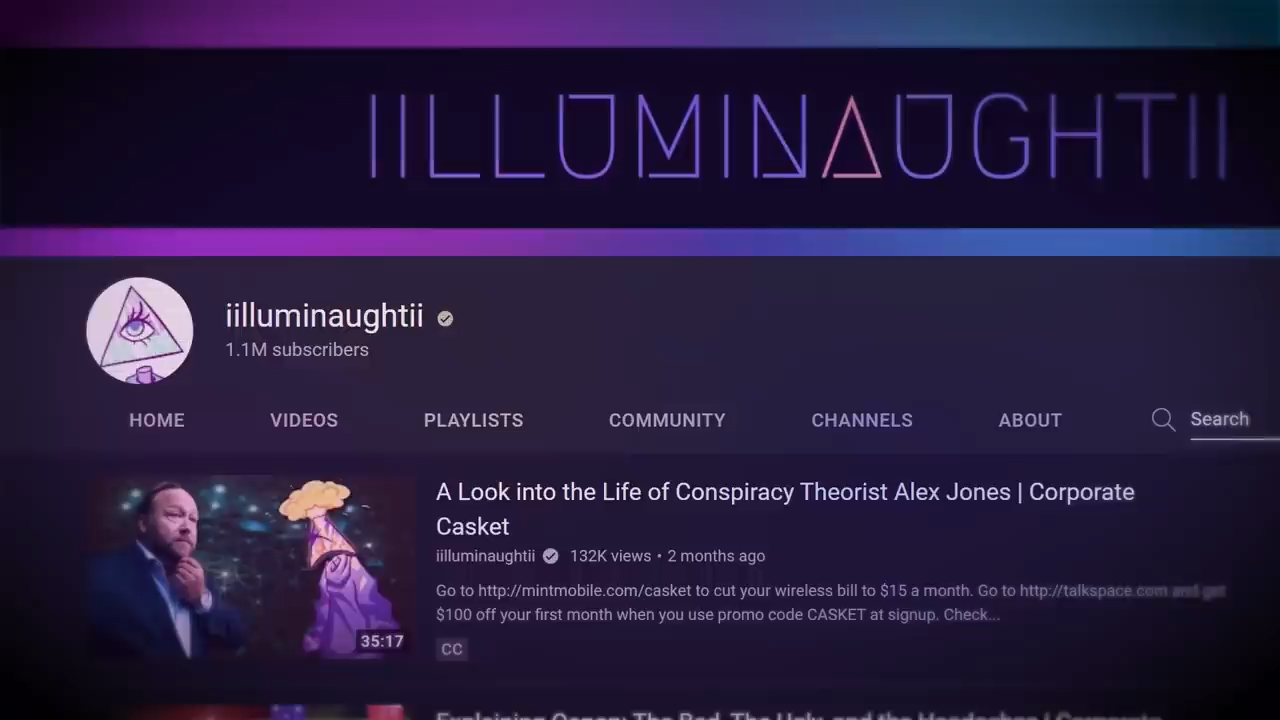 IILLUMINAUGHTII
iilluminaughtii
1.1M subscribers
HOME VIDEOS PLAYLISTS COMMUNITY CHANNELS ABOUT Search
A Look into the Life of Conspiracy Theorist Alex Jones | Corporate
Casket
iilluminaughtii 132K views • 2 months ago
Go to http://mintmobile.com/casket to cut your wireless bill to $15 a month. Go to http://talkspace.com and get
$100 off your first month when you use promo code CASKET at signup. Check...
35:17
CC